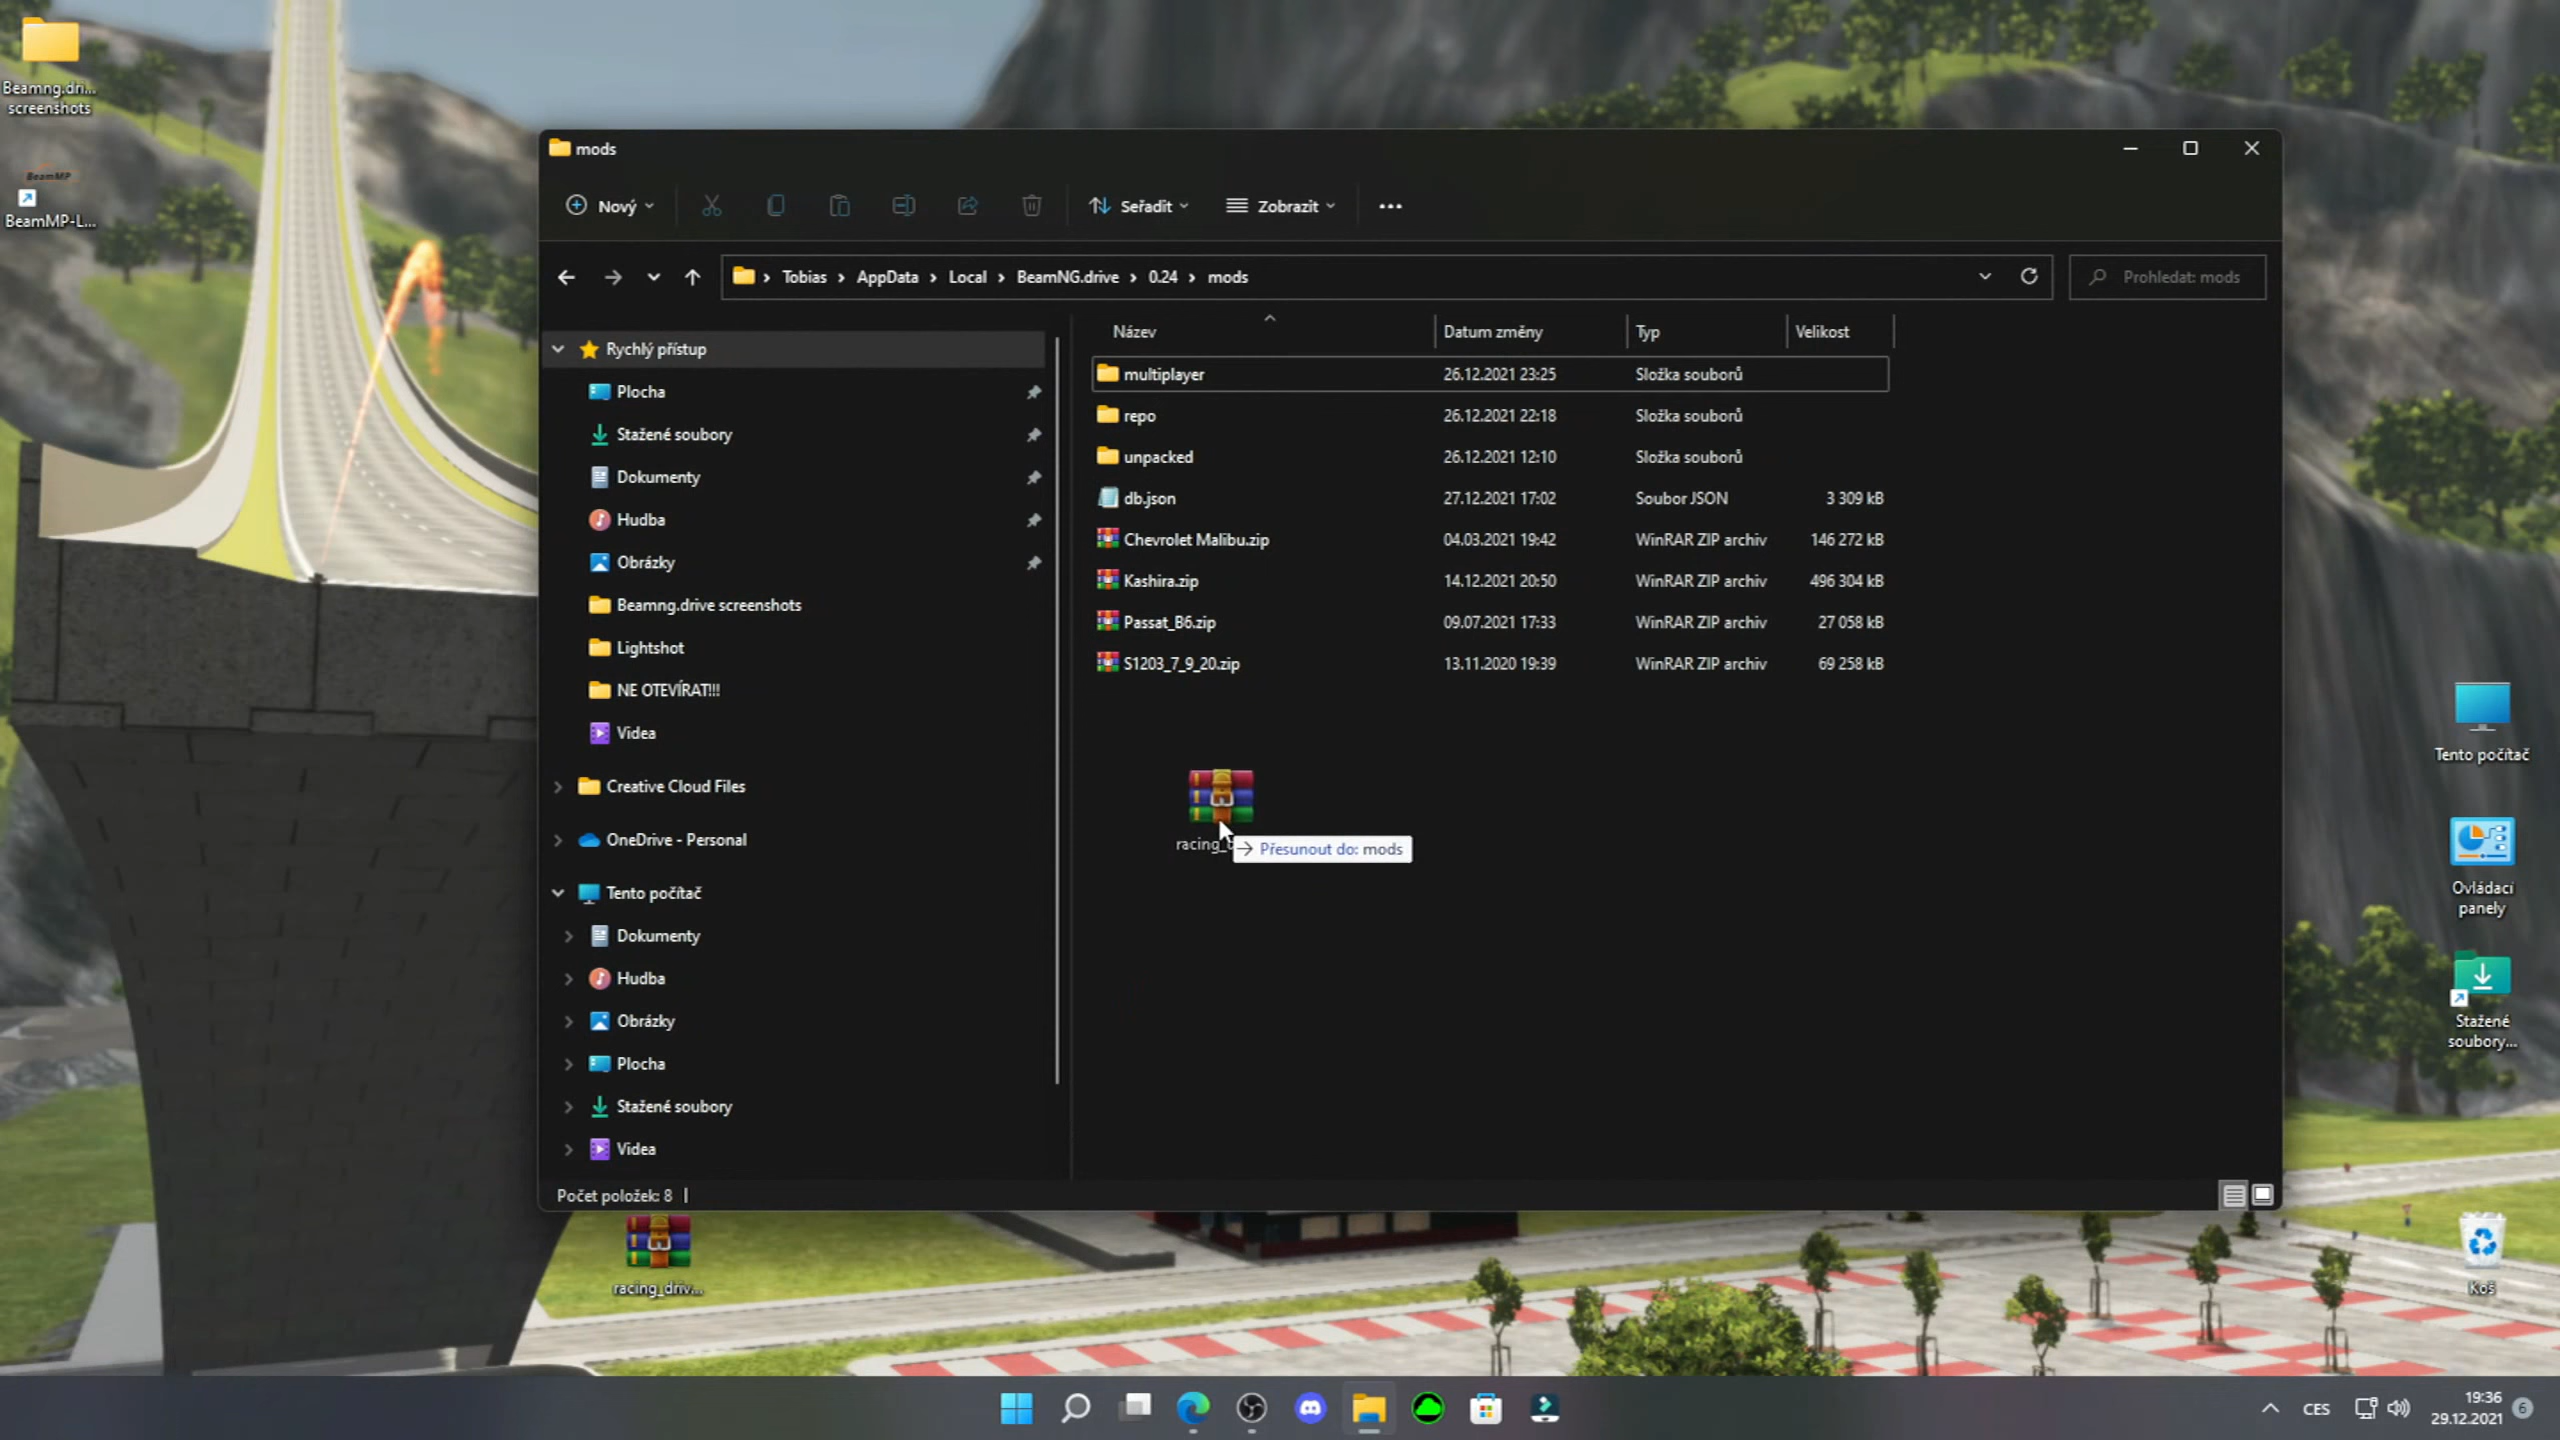 Beamng.dri...
screenshots
BeamMP
BeamMP-L...
mods
Nový
Seřadit
Zobrazit
Tobias
AppData
Local
BeamNG.drive
0.24
mods
Prohledat: mods
Rychlý přístup
Plocha
Stažené soubory
Dokumenty
Hudba
Obrázky
Beamng.drive screenshots
Lightshot
NE OTEVÍRAT!!!
Videa
Creative Cloud Files
OneDrive - Personal
Tento počítač
Dokumenty
Hudba
Obrázky
Plocha
Stažené soubory
Videa
Název Datum změny Typ Velikost
multiplayer 26.12.2021 23:25 Složka souborů
repo 26.12.2021 22:18 Složka souborů
unpacked 26.12.2021 12:10 Složka souborů
db.json 27.12.2021 17:02 Soubor JSON 3 309 kB
Chevrolet Malibu.zip 04.03.2021 19:42 WinRAR ZIP archiv 146 272 kB
Kashira.zip 14.12.2021 20:50 WinRAR ZIP archiv 496 304 kB
Passat_B6.zip 09.07.2021 17:33 WinRAR ZIP archiv 27 058 kB
S1203_7_9_20.zip 13.11.2020 19:39 WinRAR ZIP archiv 69 258 kB
Přesunout do: mods
Počet položek: 8
racing_driv...
Tento počítač
Ovládací
panely
Stažené
soubory...
Koš
CES
19:36
29.12.2021
6